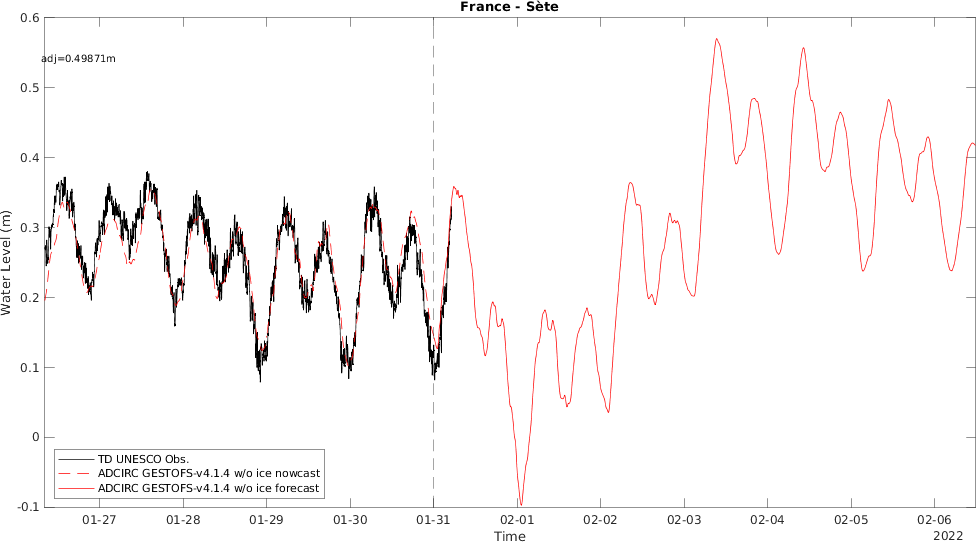 France - Sète
adj=0.49871m
0.6
0.5
0.4
0.3
0.2
0.1
0
-0.1
Water Level (m)
TD UNESCO Obs.
ADCIRC GESTOFS-v4.1.4 w/o ice nowcast
ADCIRC GESTOFS-v4.1.4 w/o ice forecast
01-27 01-28 01-29 01-30 01-31 02-01 02-02 02-03 02-04 02-05 02-06
Time
2022